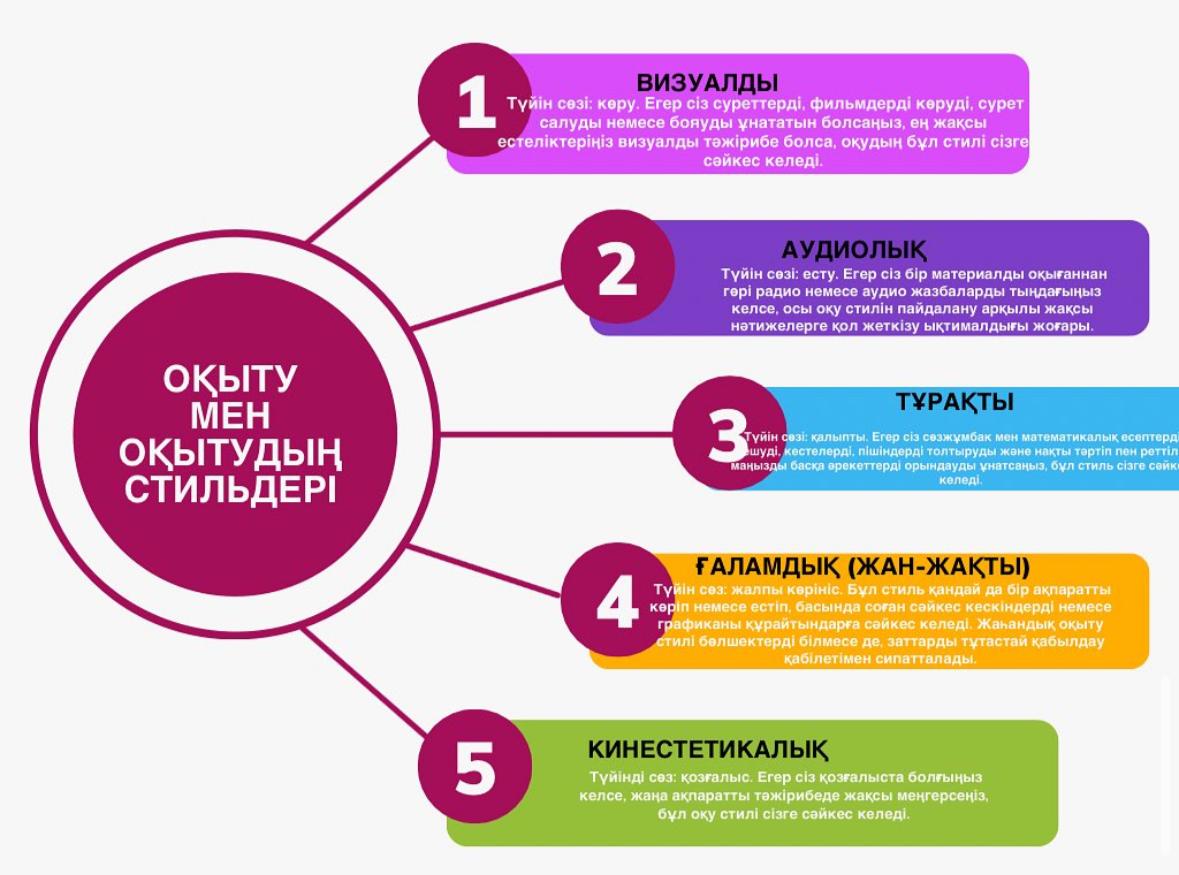 ОҚЫТУ
МЕН
ОҚЫТУДЫҢ
СТИЛЬДЕРІ
1
ВИЗУАЛДЫ
Түйін сөзі: көру. Егер сіз суреттерді, фильмдерді көруді, сурет
салуды немесе бояуды ұнататын болсаңыз, ең жақсы
естеліктеріңіз визуалды тәжірибе болса, оқудың бұл стилі сізге
сәйкес келеді.
2
АУДИОЛЫҚ
Түйін сөзі: есту. Егер сіз бір материалды оқығаннан
гөрі радио немесе аудио жазбаларды тыңдағыңыз
келсе, осы оқу стилін пайдалану арқылы жақсы
нәтижелерге қол жеткізу ықтималдығы жоғары.
3
ТҰРАҚТЫ
Түйін сөзі: қалыпты. Егер сіз сөзжұмбак мен математикалық есептерді
кестелерді, пішіндерді толтыруды және нақты тәртіп пен
маңызды басқа әрекеттерді орындауды ұнатсаңыз, бұл стиль сізге
келеді.
4
ҒАЛАМДЫҚ (ЖАН-ЖАҚТЫ)
Түйін сөз: жалпы көрініс. Бұл стиль қандай да бір ақпаратты
көріп немесе естіп, басында соған сәйкес кескіндерді немесе
графиканы құрайтындарға сәйкес келеді. Жаһандық оқыту
стилі бөлшектерді білмесе де, заттарды тұтастай қабылдау
қабілетімен сипатталады.
5
КИНЕСТЕТИКАЛЫҚ
Түйінді сөз: қозғалыс. Егер сіз қозғалыста болғыңыз
келсе, жаңа ақпаратты тәжірибеде жақсы меңгерсеңіз,
бұл оқу стилі сізге сәйкес келеді.